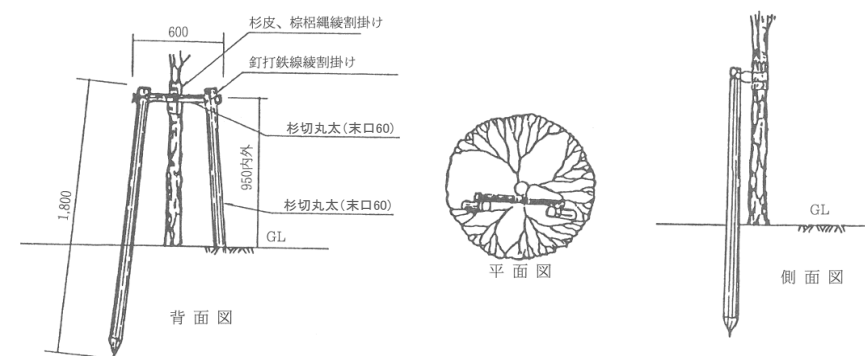 杉皮、棕梠縄綾割掛け
600
釘打鉄線綾割掛け
杉切丸太(末口60)
950内外
1,800
杉切丸太(末口60)
GL
背面図
平面図
GL
側面図